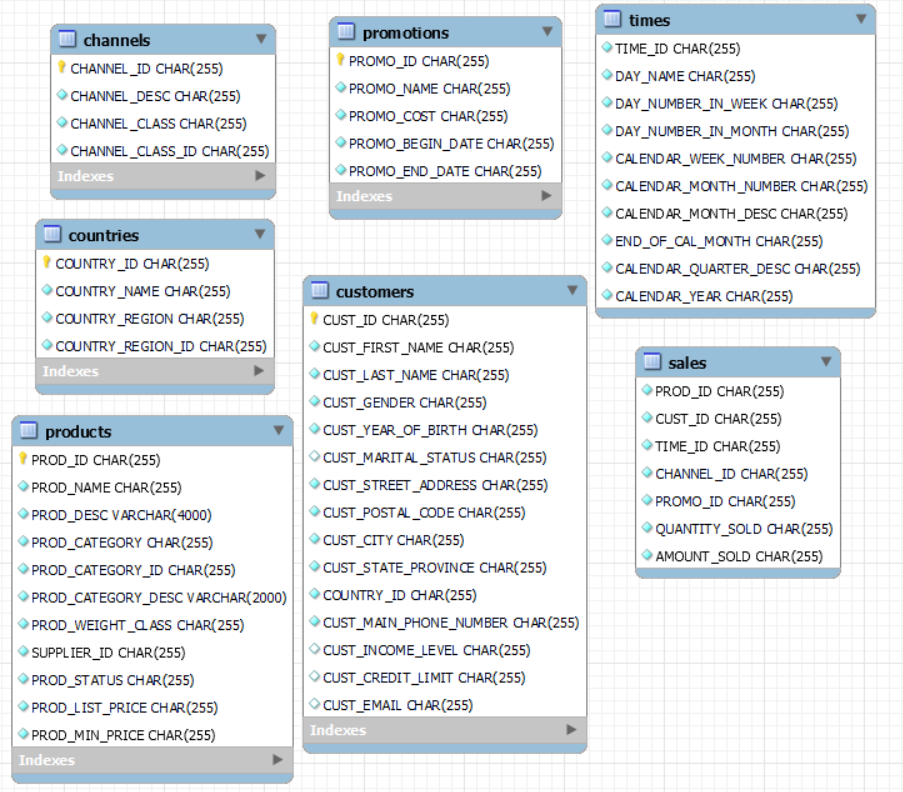 channels
CHANNEL_ID CHAR(255)
CHANNEL_DESC CHAR(255)
CHANNEL_CLASS CHAR(255)
CHANNEL_CLASS_ID CHAR(255)
Indexes
promotions
PROMO_ID CHAR(255)
PROMO_NAME CHAR(255)
PROMO_COST CHAR(255)
PROMO_BEGIN_DATE CHAR(255)
PROMO_END_DATE CHAR(255)
Indexes
times
TIME_ID CHAR(255)
DAY_NAME CHAR(255)
DAY_NUMBER_IN_WEEK CHAR(255)
DAY_NUMBER_IN_MONTH CHAR(255)
CALENDAR_WEEK_NUMBER CHAR(255)
CALENDAR_MONTH_NUMBER CHAR(255)
CALENDAR_MONTH_DESC CHAR(255)
END_OF_CAL_MONTH CHAR(255)
CALENDAR_QUARTER_DESC CHAR(255)
CALENDAR_YEAR CHAR(255)
countries
COUNTRY_ID CHAR(255)
COUNTRY_NAME CHAR(255)
COUNTRY_REGION CHAR(255)
COUNTRY_REGION_ID CHAR(255)
Indexes
customers
CUST_ID CHAR(255)
CUST_FIRST_NAME CHAR(255)
CUST_LAST_NAME CHAR(255)
CUST_GENDER CHAR(255)
CUST_YEAR_OF_BIRTH CHAR(255)
CUST_MARITAL_STATUS CHAR(255)
CUST_STREET_ADDRESS CHAR(255)
CUST_POSTAL_CODE CHAR(255)
CUST_CITY CHAR(255)
CUST_STATE_PROVINCE CHAR(255)
COUNTRY_ID CHAR(255)
CUST_MAIN_PHONE_NUMBER CHAR(255)
CUST_INCOME_LEVEL CHAR(255)
CUST_CREDIT_LIMIT CHAR(255)
CUST_EMAIL CHAR(255)
Indexes
sales
PROD_ID CHAR(255)
CUST_ID CHAR(255)
TIME_ID CHAR(255)
CHANNEL_ID CHAR(255)
PROMO_ID CHAR(255)
QUANTITY_SOLD CHAR(255)
AMOUNT_SOLD CHAR(255)
products
PROD_ID CHAR(255)
PROD_NAME CHAR(255)
PROD_DESC VARCHAR(4000)
PROD_CATEGORY CHAR(255)
PROD_CATEGORY_ID CHAR(255)
PROD_CATEGORY_DESC VARCHAR(2000)
PROD_WEIGHT_CLASS CHAR(255)
SUPPLIER_ID CHAR(255)
PROD_STATUS CHAR(255)
PROD_LIST_PRICE CHAR(255)
PROD_MIN_PRICE CHAR(255)
Indexes